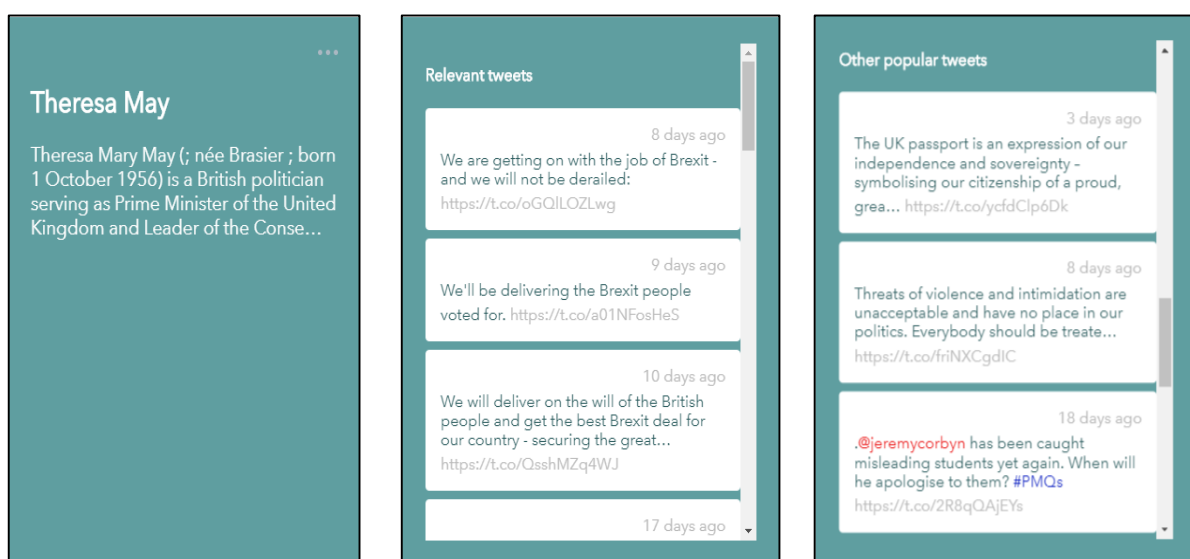 Theresa May
Theresa Mary May (; née Brasier ; born
1 October 1956) is a British politician
serving as Prime Minister of the United
Kingdom and Leader of the Conse...
Relevant tweets
8 days ago
We are getting on with the job of Brexit -
and we will not be derailed:
https://t.co/oGQlLOZLwg
9 days ago
We'll be delivering the Brexit people
voted for. https://t.co/a01NFosHeS
10 days ago
We will deliver on the will of the British
people and get the best Brexit deal for
our country - securing the great...
https://t.co/QsshMZq4WJ
17 days ago
Other popular tweets
3 days ago
The UK passport is an expression of our
independence and sovereignty –
symbolising our citizenship of a proud,
grea... https://t.co/ycfdClp6Dk
8 days ago
Threats of violence and intimidation are
unacceptable and have no place in our
politics. Everybody should be treate...
https://t.co/friNXCgdIC
18 days ago
.@jeremycorbyn has been caught
misleading students yet again. When will
he apologise to them? #PMQs
https://t.co/2R8qQAjEYs